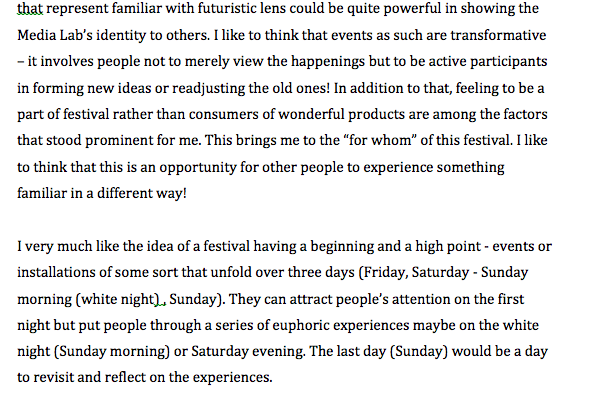 that represent familiar with futuristic lens could be quite powerful in showing the
Media Lab's identity to others. I like to think that events as such are transformative
– it involves people not to merely view the happenings but to be active participants
in forming new ideas or readjusting the old ones! In addition to that, feeling to be a
part of festival rather than consumers of wonderful products are among the factors
that stood prominent for me. This brings me to the “for whom” of this festival. I like
to think that this is an opportunity for other people to experience something
familiar in a different way!
I very much like the idea of a festival having a beginning and a high point - events or
installations of some sort that unfold over three days (Friday, Saturday - Sunday
morning (white night) , Sunday). They can attract people's attention on the first
night but put people through a series of euphoric experiences maybe on the white
night (Sunday morning) or Saturday evening. The last day (Sunday) would be a day
to revisit and reflect on the experiences.